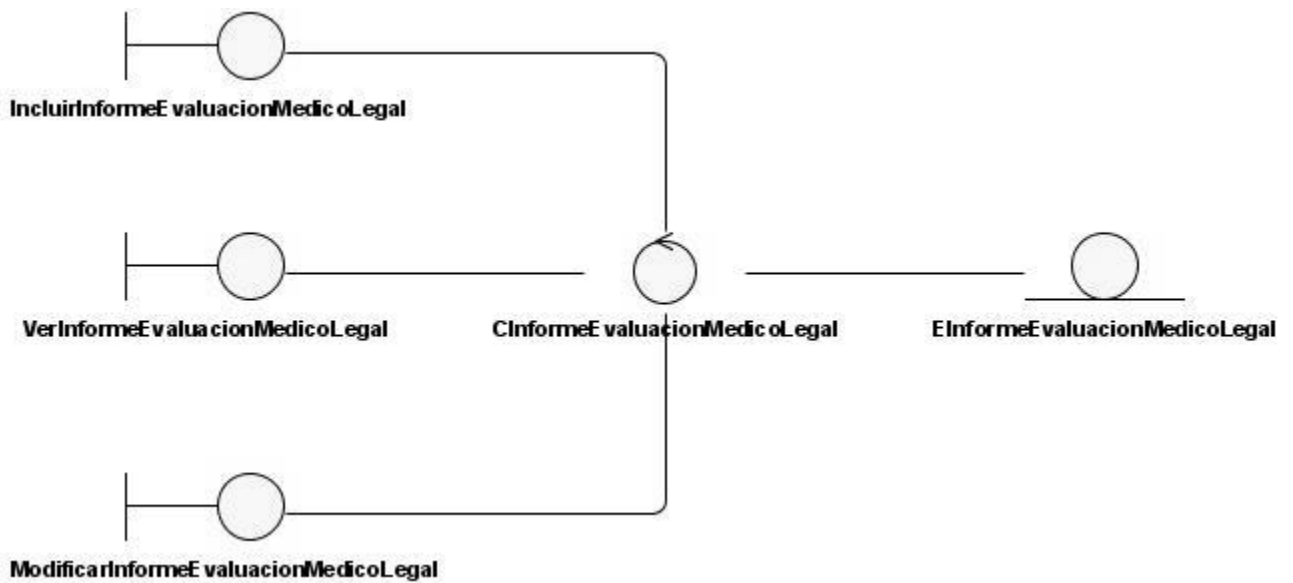 IncluirInformeEvaluacionMedicoLegal
VerInformeEvaluacionMedicoLegal
CInformeEvaluacionMedicoLegal
EInformeEvaluacionMedicoLegal
ModificarInformeEvaluacionMedicoLegal